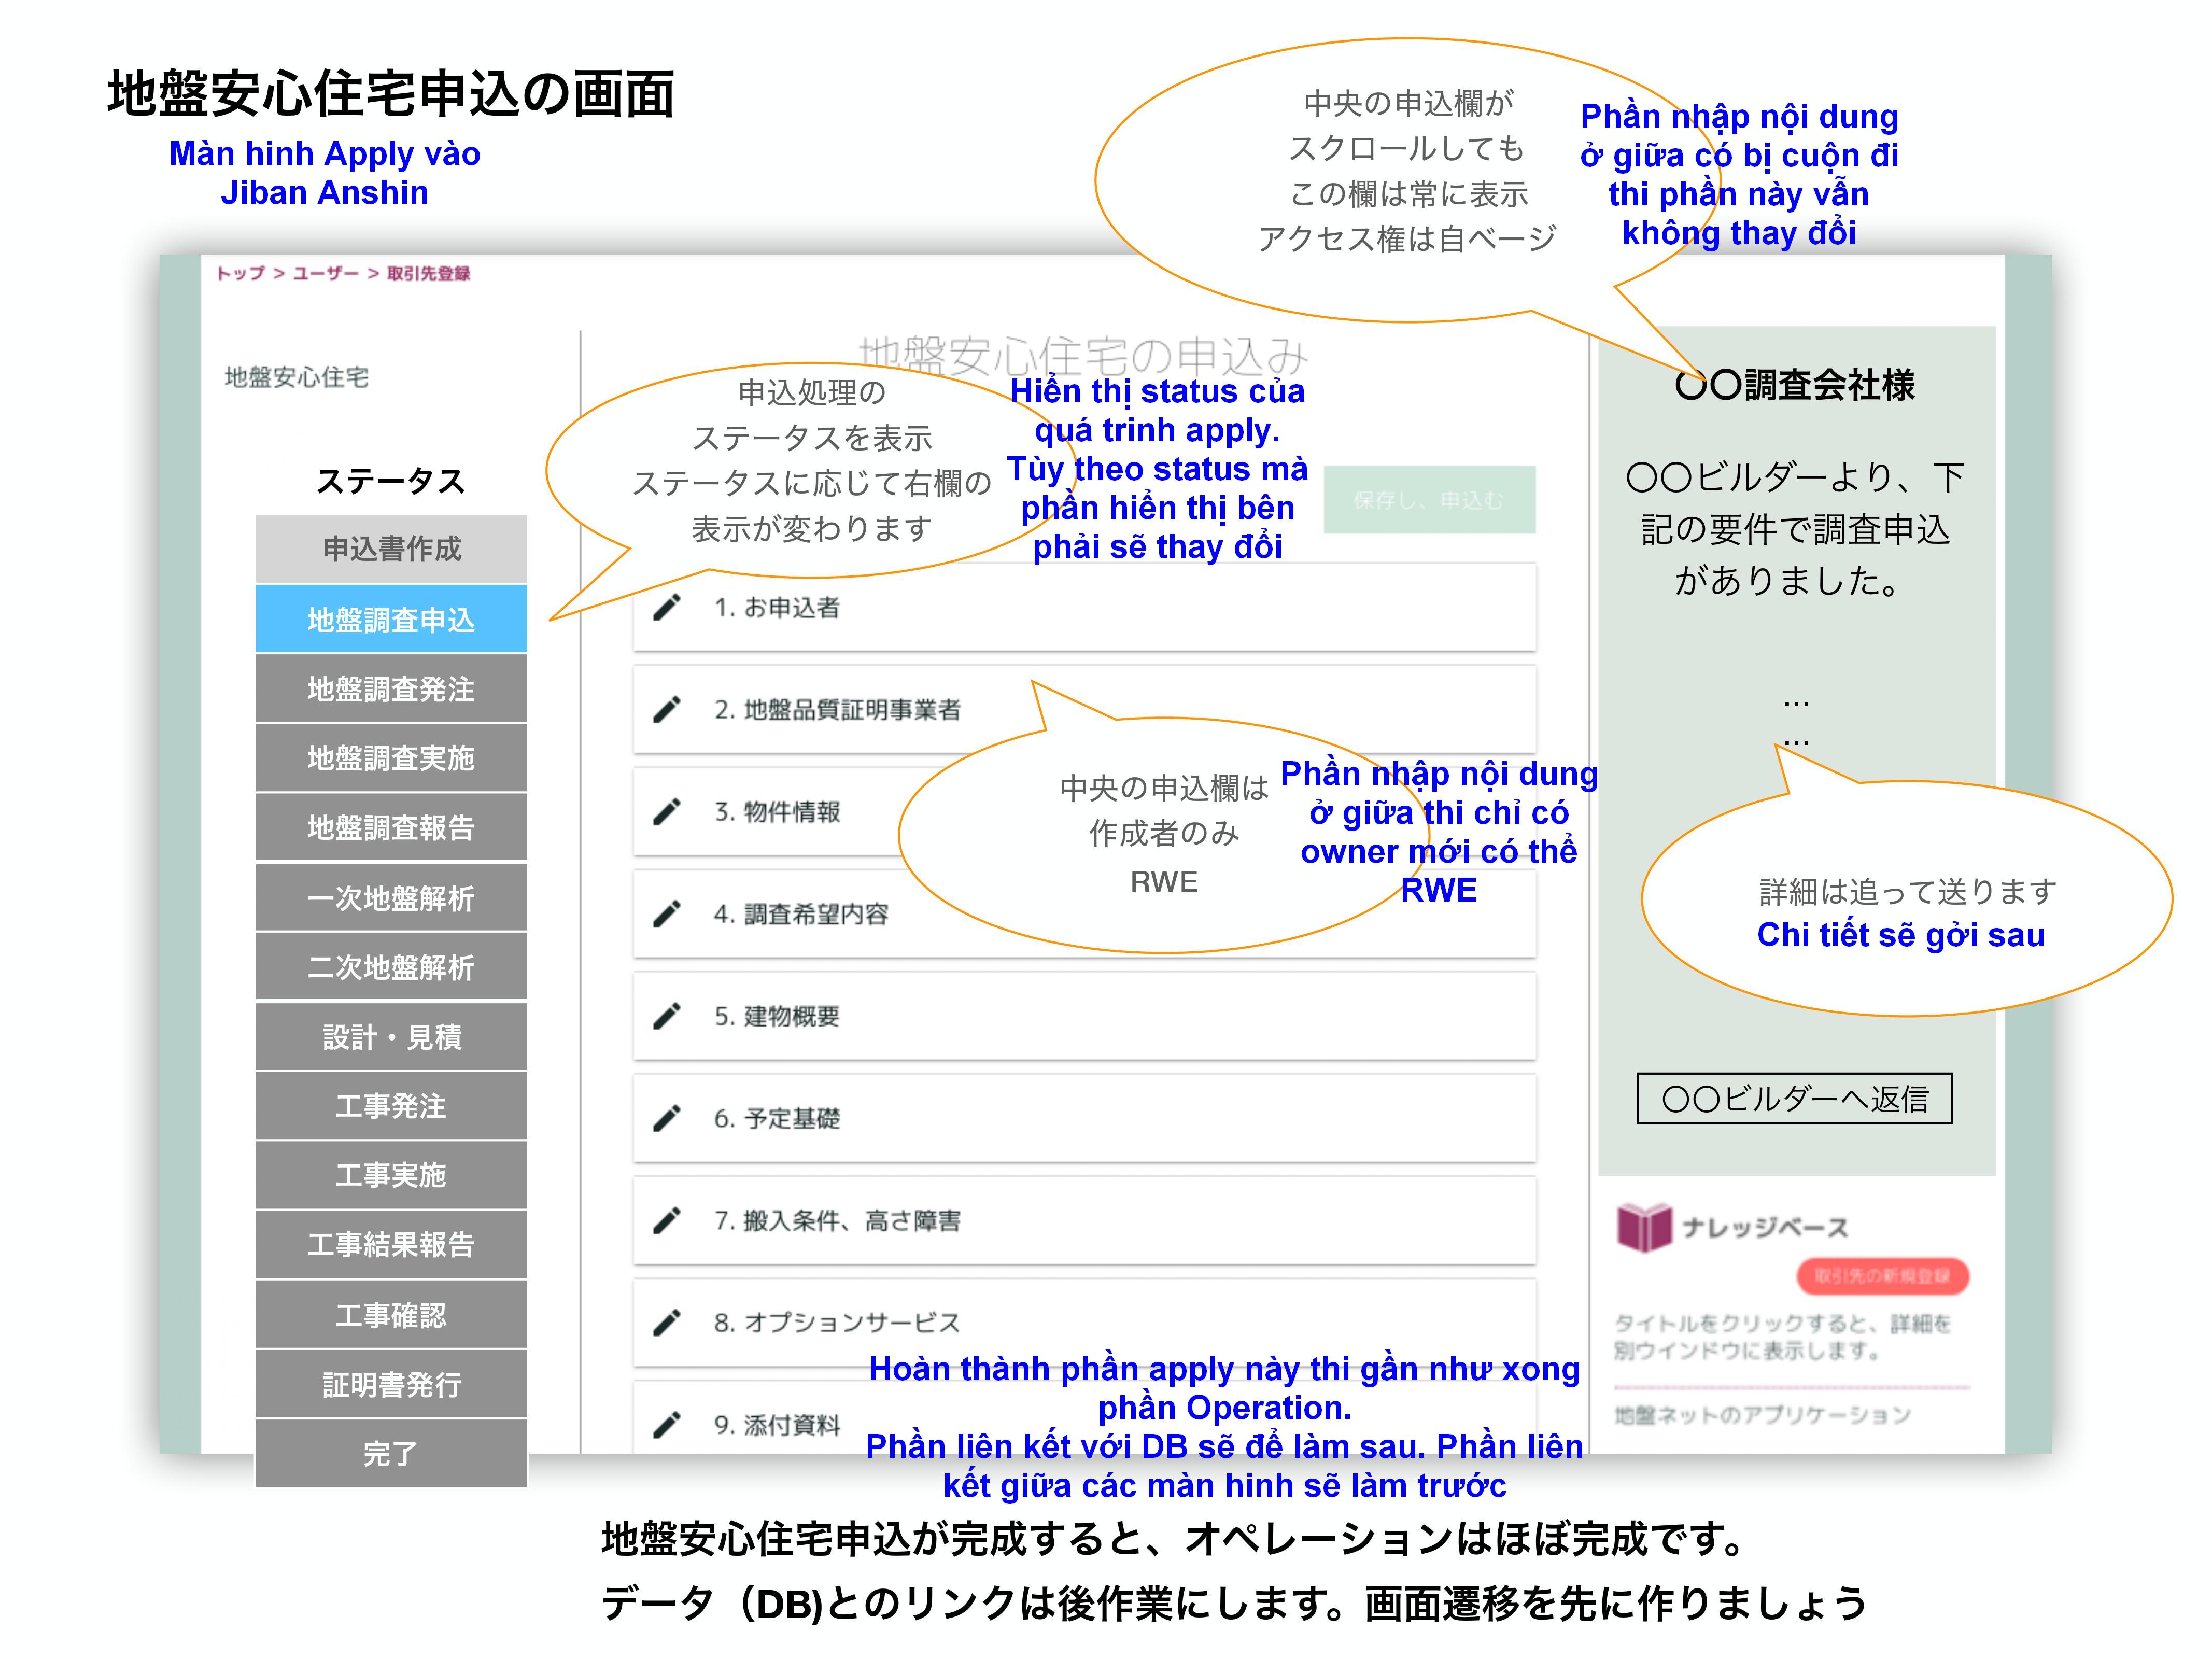 地盤安心住宅申込の画面
Màn hinh Apply vào
Jiban Anshin
中央の申込欄が
スクロールしても
この欄は常に表示
アクセス権は自ページ
Phần nhập nội dung
ở giữa có bị cuộn đi
thi phần này vẫn
không thay đổi
トップ > ユーザー > 取引先登録
地盤安心住宅
ステータス
申込書作成
地盤調査申込
地盤調査発注
地盤調査実施
地盤調査報告
一次地盤解析
二次地盤解析
設計・見積
工事発注
工事実施
工事結果報告
工事確認
証明書発行
完了
地盤安心住宅の申込み
申込処理の
ステータスを表示
ステータスに応じて右欄の
表示が変わります
Hiển thị status của
quá trinh apply.
Tùy theo status mà
phần hiển thị bên
phải sẽ thay đổi
保存し、申込む
1. お申込者
2. 地盤品質証明事業者
3. 物件情報
4. 調査希望内容
5. 建物概要
6. 予定基礎
7. 搬入条件、高さ障害
8. オプションサービス
9. 添付資料
中央の申込欄は
作成者のみ
RWE
Phần nhập nội dung
ở giữa thi chỉ có
owner mới có thể
RWE
〇〇調査会社様
〇〇ビルダーより、下
記の要件で調査申込
がありました。
...
...
詳細は追って送ります
Chi tiết sẽ gởi sau
〇〇ビルダーへ返信
ナレッジベース
取引先の新規登録
タイトルをクリックすると、詳細を
別ウインドウに表示します。
地盤ネットのアプリケーション
Hoàn thành phần apply này thi gần như xong
phần Operation.
Phần liên kết với DB sẽ để làm sau. Phần liên
kết giữa các màn hinh sẽ làm trước
地盤安心住宅申込が完成すると、オペレーションはほぼ完成です。
データ（DB)とのリンクは後作業にします。画面遷移を先に作りましょう